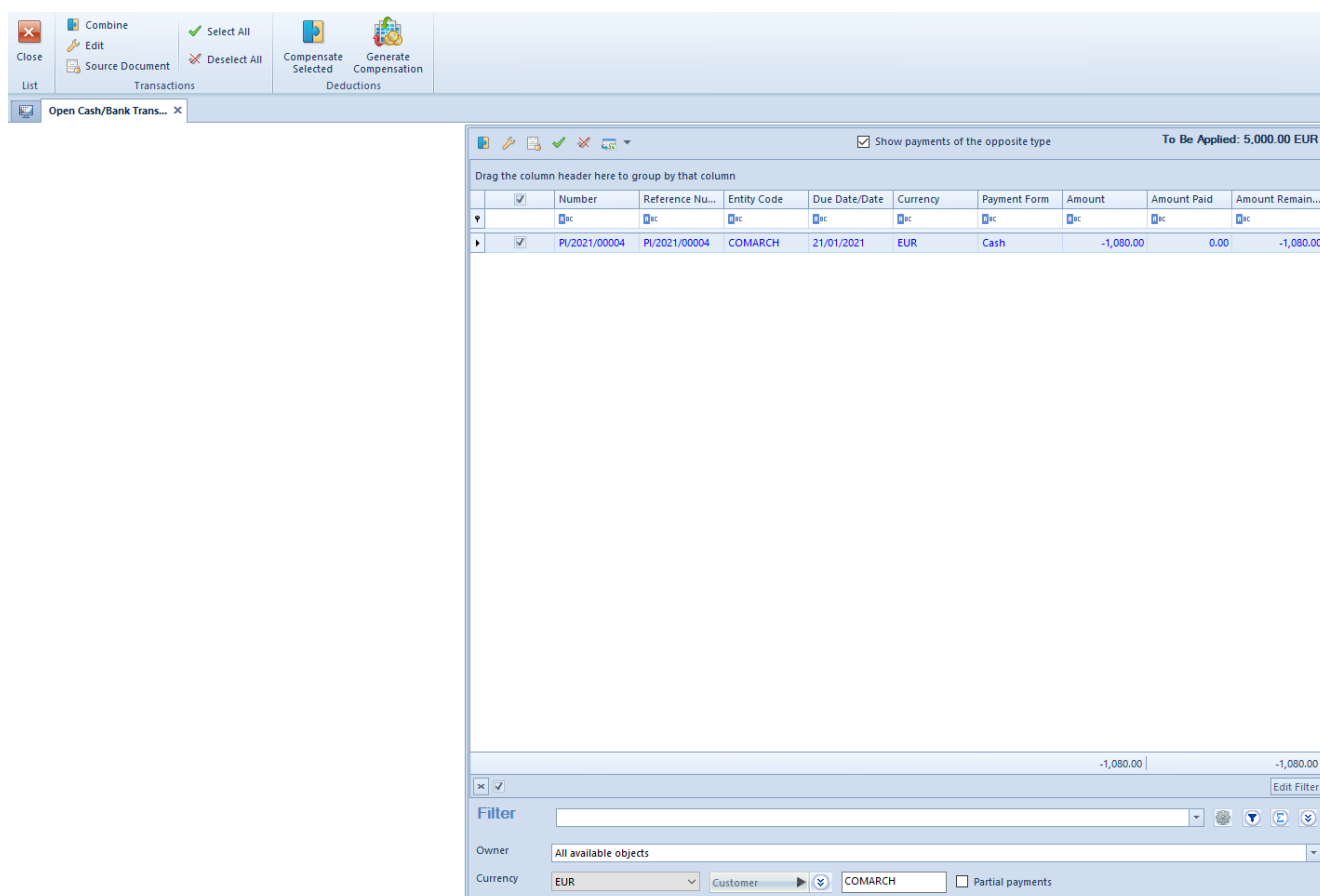 Close
Combine
Edit
Source Document
Select All
Deselect All
Compensate Selected
Generate Compensation
List
Transactions
Deductions
Open Cash/Bank Trans...
Show payments of the opposite type
To Be Applied: 5,000.00 EUR
Drag the column header here to group by that column
Number Reference Nu... Entity Code Due Date/Date Currency Payment Form Amount Amount Paid Amount Remain...
PI/2021/00004 PI/2021/00004 COMARCH 21/01/2021 EUR Cash -1,080.00 0.00 -1,080.00
-1,080.00 -1,080.00
Edit Filter
Filter
Owner All available objects
Currency EUR Customer COMARCH Partial payments